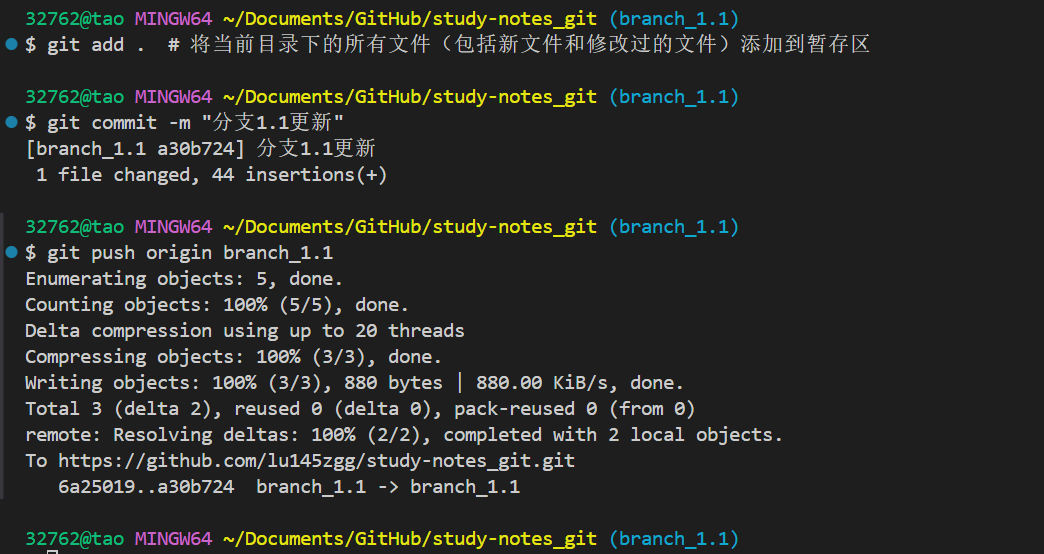 32762@tao MINGW64 ~/Documents/GitHub/study-notes_git (branch_1.1)
$ git add .  # 将当前目录下的所有文件（包括新文件和修改过的文件）添加到暂存区
32762@tao MINGW64 ~/Documents/GitHub/study-notes_git (branch_1.1)
$ git commit -m "分支1.1更新"
[branch_1.1 a30b724] 分支1.1更新
 1 file changed, 44 insertions(+)
32762@tao MINGW64 ~/Documents/GitHub/study-notes_git (branch_1.1)
$ git push origin branch_1.1
Enumerating objects: 5, done.
Counting objects: 100% (5/5), done.
Delta compression using up to 20 threads
Compressing objects: 100% (3/3), done.
Writing objects: 100% (3/3), 880 bytes | 880.00 KiB/s, done.
Total 3 (delta 2), reused 0 (delta 0), pack-reused 0 (from 0)
remote: Resolving deltas: 100% (2/2), completed with 2 local objects.
To https://github.com/lu145zgg/study-notes_git.git
   6a25019..a30b724  branch_1.1 -> branch_1.1
32762@tao MINGW64 ~/Documents/GitHub/study-notes_git (branch_1.1)